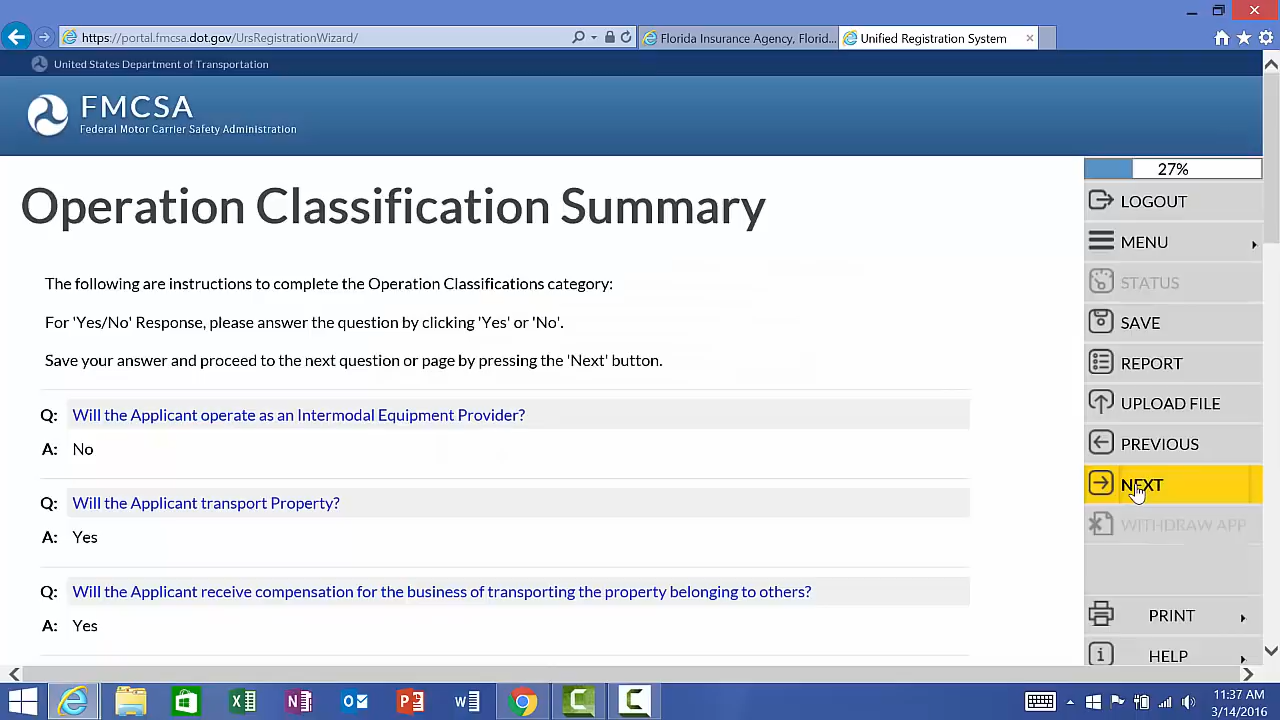 https://portal.fmcsa.dot.gov/UrsRegistrationWizard/
Florida Insurance Agency, Florid...
Unified Registration System
United States Department of Transportation
FMCSA
Federal Motor Carrier Safety Administration
27%
Operation Classification Summary
LOGOUT
MENU
The following are instructions to complete the Operation Classifications category:
STATUS
For 'Yes/No' Response, please answer the question by clicking 'Yes' or 'No'.
SAVE
Save your answer and proceed to the next question or page by pressing the 'Next' button.
REPORT
UPLOAD FILE
Q: Will the Applicant operate as an Intermodal Equipment Provider?
A: No
PREVIOUS
NEXT
Q: Will the Applicant transport Property?
WITHDRAW APP
A: Yes
Q: Will the Applicant receive compensation for the business of transporting the property belonging to others?
A: Yes
PRINT
HELP
11:37 AM
3/14/2016